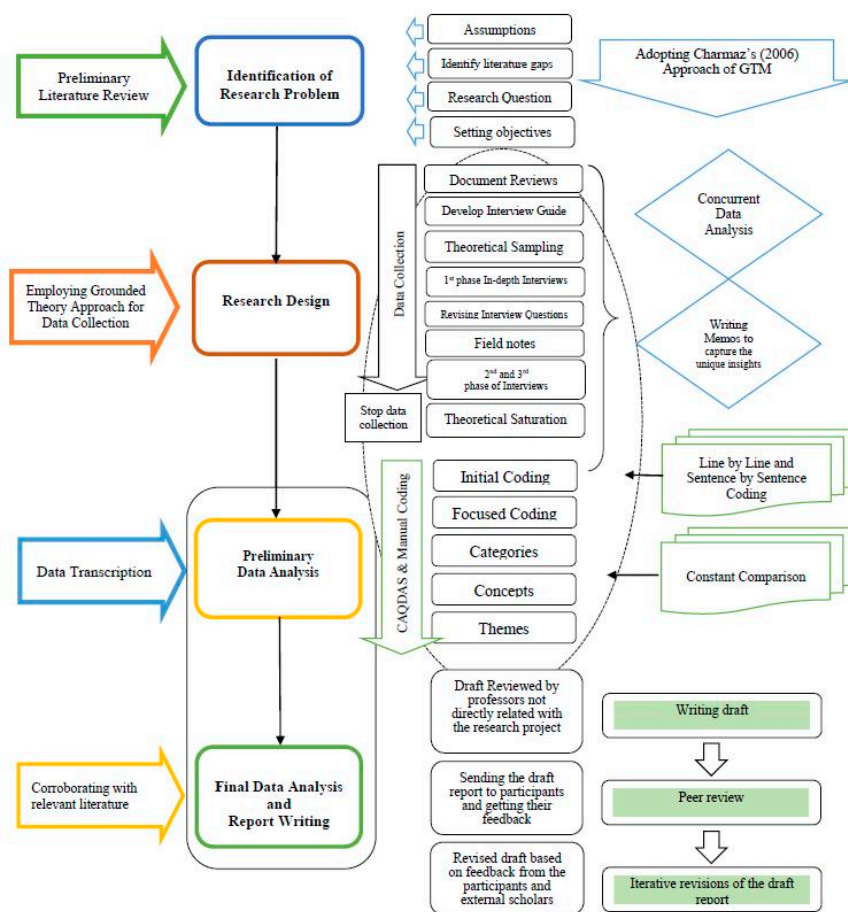 Preliminary
Literature Review
Identification of
Research Problem
Assumptions
Identify literature gaps
Research Question
Setting objectives
Adopting Charmaz's (2006)
Approach of GTM
Employing Grounded
Theory Approach for
Data Collection
Research Design
Data Collection
Stop data
collection
Document Reviews
Develop Interview Guide
Theoretical Sampling
1st phase In-depth Interviews
Revising Interview Questions
Field notes
2nd and 3rd
phase of Interviews
Theoretical Saturation
Concurrent
Data
Analysis
Writing
Memos to
capture the
unique insights
Data Transcription
Preliminary
Data Analysis
CAQDAS & Manual Coding
Initial Coding
Focused Coding
Categories
Concepts
Themes
Line by Line and
Sentence by Sentence
Coding
Constant Comparison
Corroborating with
relevant literature
Final Data Analysis
and
Report Writing
Draft Reviewed by
professors not
directly related with
the research project
Sending the draft
report to participants
and getting their
feedback
Revised draft based
on feedback from the
participants and
external scholars
Writing draft
Peer review
Iterative revisions of the draft
report